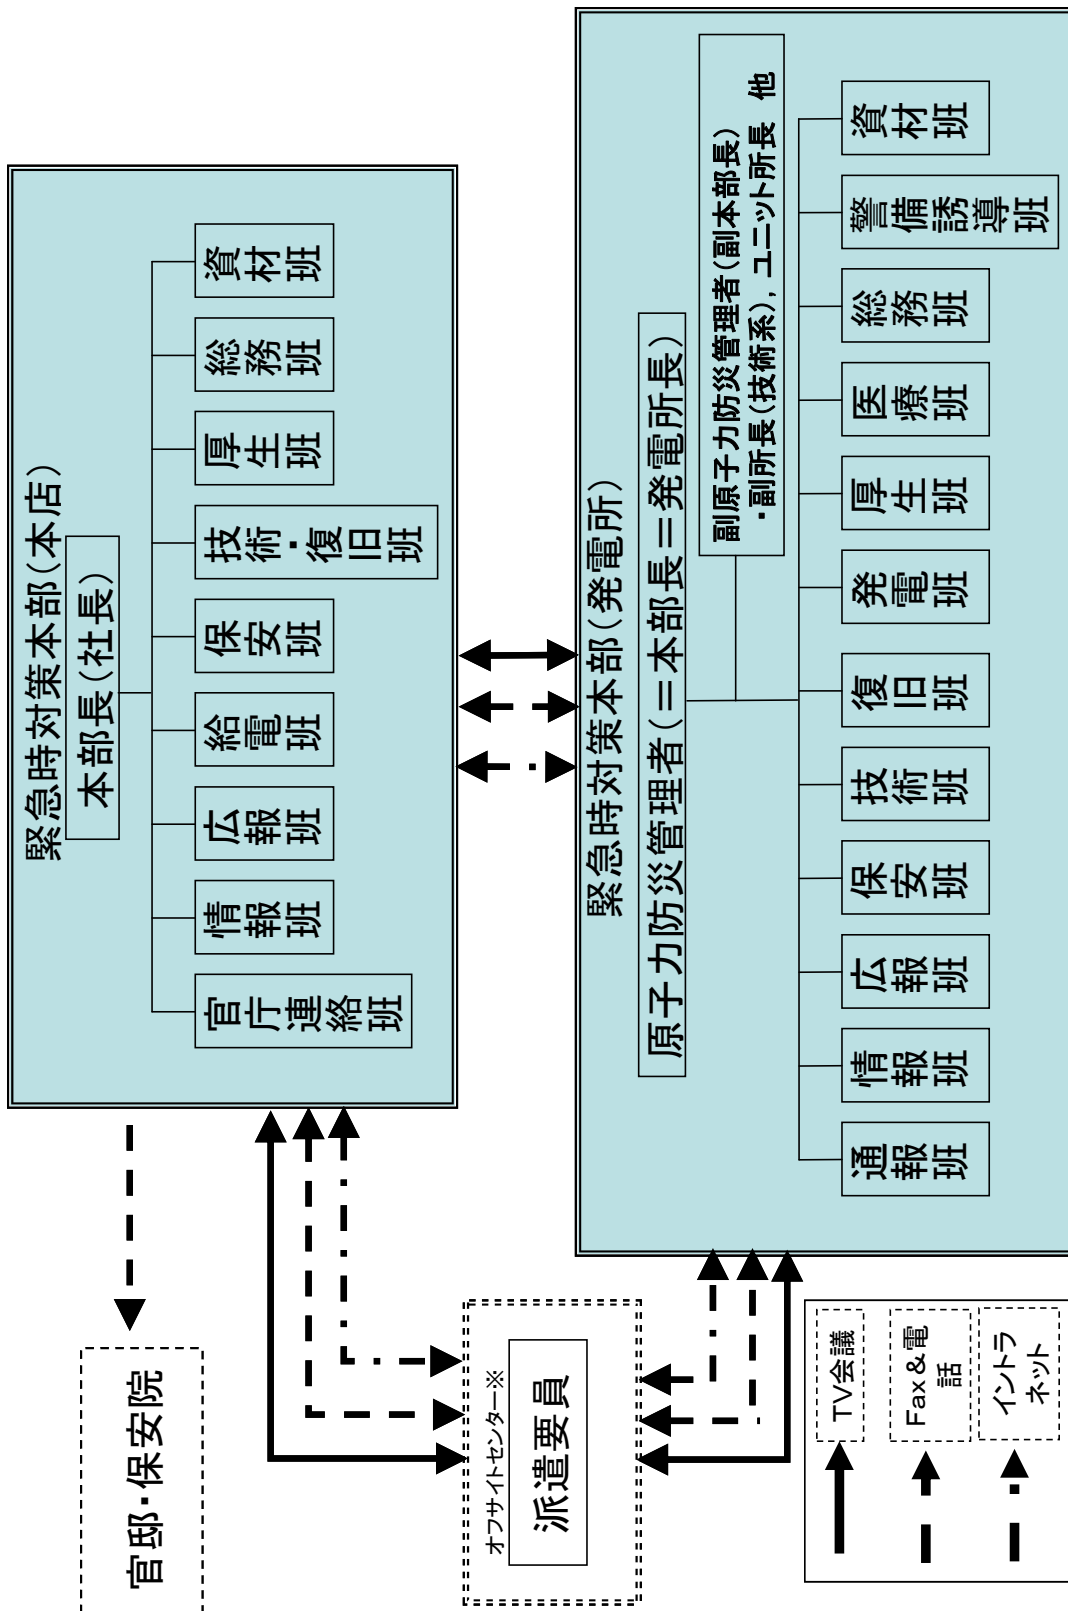 官邸・保安院
緊急時対策本部(本店)
本部長(社長)
官庁連絡班
情報班
広報班
給電班
保安班
技術・復旧班
厚生班
総務班
資材班
オフサイトセンター※
派遣要員
緊急時対策本部(発電所)
原子力防災管理者(=本部長=発電所長)
副原子力防災管理者(副本部長)
・副所長(技術系),ユニット所長 他
通報班
情報班
広報班
保安班
技術班
復旧班
発電班
厚生班
医療班
総務班
警備誘導班
資材班
TV会議
Fax&電
話
イントラ
ネット